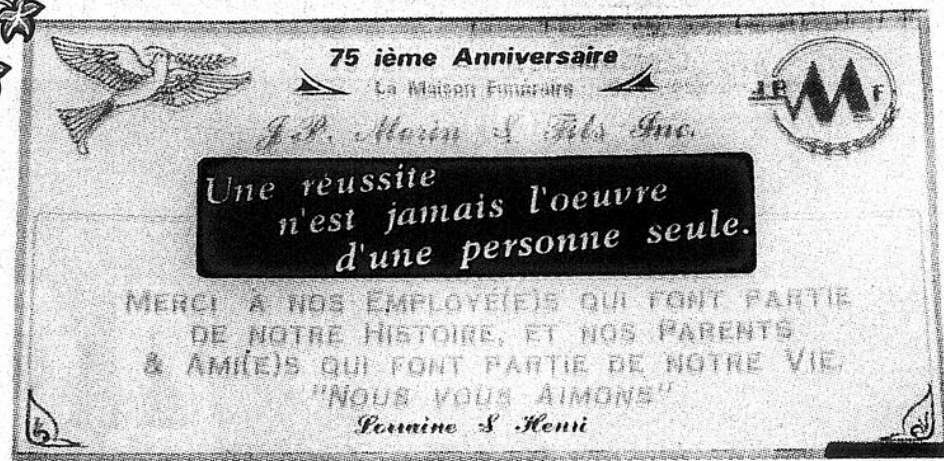 75 ième Anniversaire
La Maison Funéraire
J.P. Morin & Fils Inc.
J.P. M F
Une réussite
n'est jamais l'oeuvre
d'une personne seule.
MERCI À NOS EMPLOYÉ(E)S QUI FONT PARTIE
DE NOTRE HISTOIRE, ET NOS PARENTS
& AMI(E)S QUI FONT PARTIE DE NOTRE VIE.
"NOUS VOUS AIMONS"
Lorraine & Henri